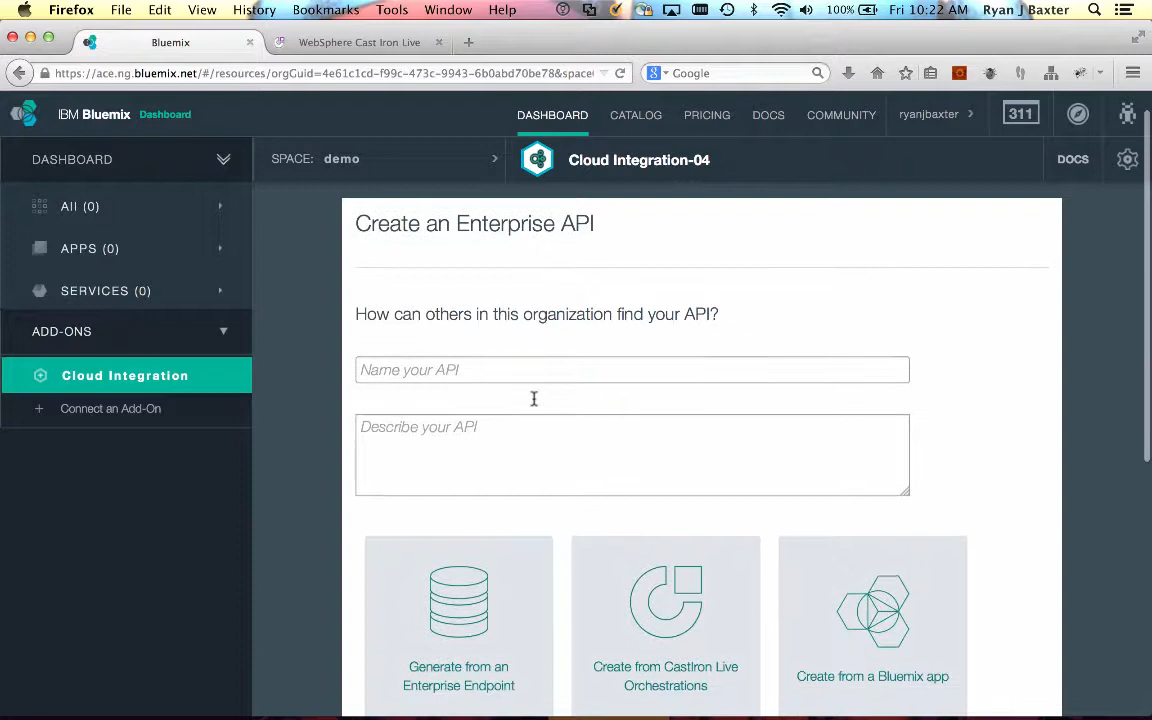 Firefox File Edit View History Bookmarks Tools Window Help 100% Fri 10:22 AM Ryan J Baxter
Bluemix
WebSphere Cast Iron Live
https://ace.ng.bluemix.net/#/resources/orgGuid=4e61c1cd-f99c-473c-9943-6b0abd70be78&space
Google
IBM Bluemix Dashboard
DASHBOARD CATALOG PRICING DOCS COMMUNITY ryanjbaxter 311
DASHBOARD
SPACE: demo
Cloud Integration-04
DOCS
All (0)
APPS (0)
SERVICES (0)
ADD-ONS
Cloud Integration
Connect an Add-On
Create an Enterprise API
How can others in this organization find your API?
Name your API
Describe your API
Generate from an
Enterprise Endpoint
Create from CastIron Live
Orchestrations
Create from a Bluemix app